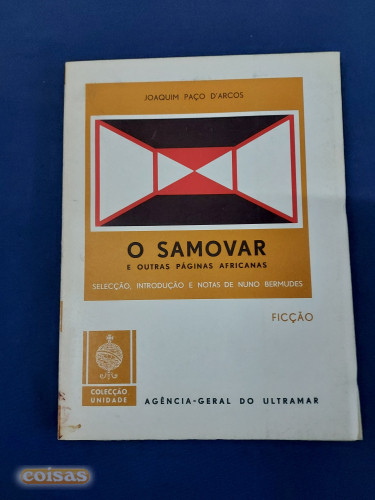 JOAQUIM PAÇO D'ARCOS
O SAMOVAR
E OUTRAS PÁGINAS AFRICANAS
SELECÇÃO, INTRODUÇÃO E NOTAS DE NUNO BERMUDES
FICÇÃO
COLECÇÃO
UNIDADE
AGÊNCIA-GERAL DO ULTRAMAR
coisas